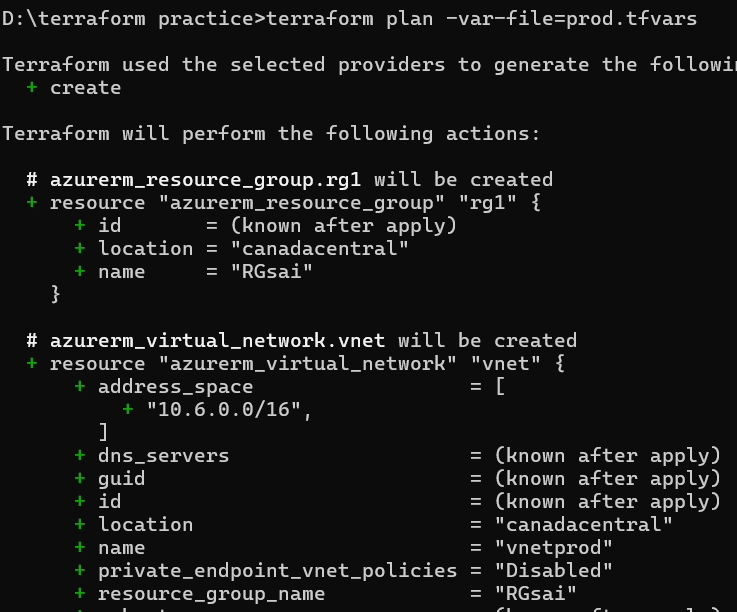 D:\terraform practice>terraform plan -var-file=prod.tfvars
Terraform used the selected providers to generate the
+ create
Terraform will perform the following actions:
# azurerm_resource_group.rg1 will be created
+ resource "azurerm_resource_group" "rg1" {
+ id       = (known after apply)
+ location = "canadacentral"
+ name     = "RGsai"
}
# azurerm_virtual_network.vnet will be created
+ resource "azurerm_virtual_network" "vnet" {
+ address_space                  = [
+ "10.6.0.0/16",
]
+ dns_servers                    = (known after apply)
+ guid                           = (known after apply)
+ id                             = (known after apply)
+ location                       = "canadacentral"
+ name                           = "vnetprod"
+ private_endpoint_vnet_policies = "Disabled"
+ resource_group_name            = "RGsai"